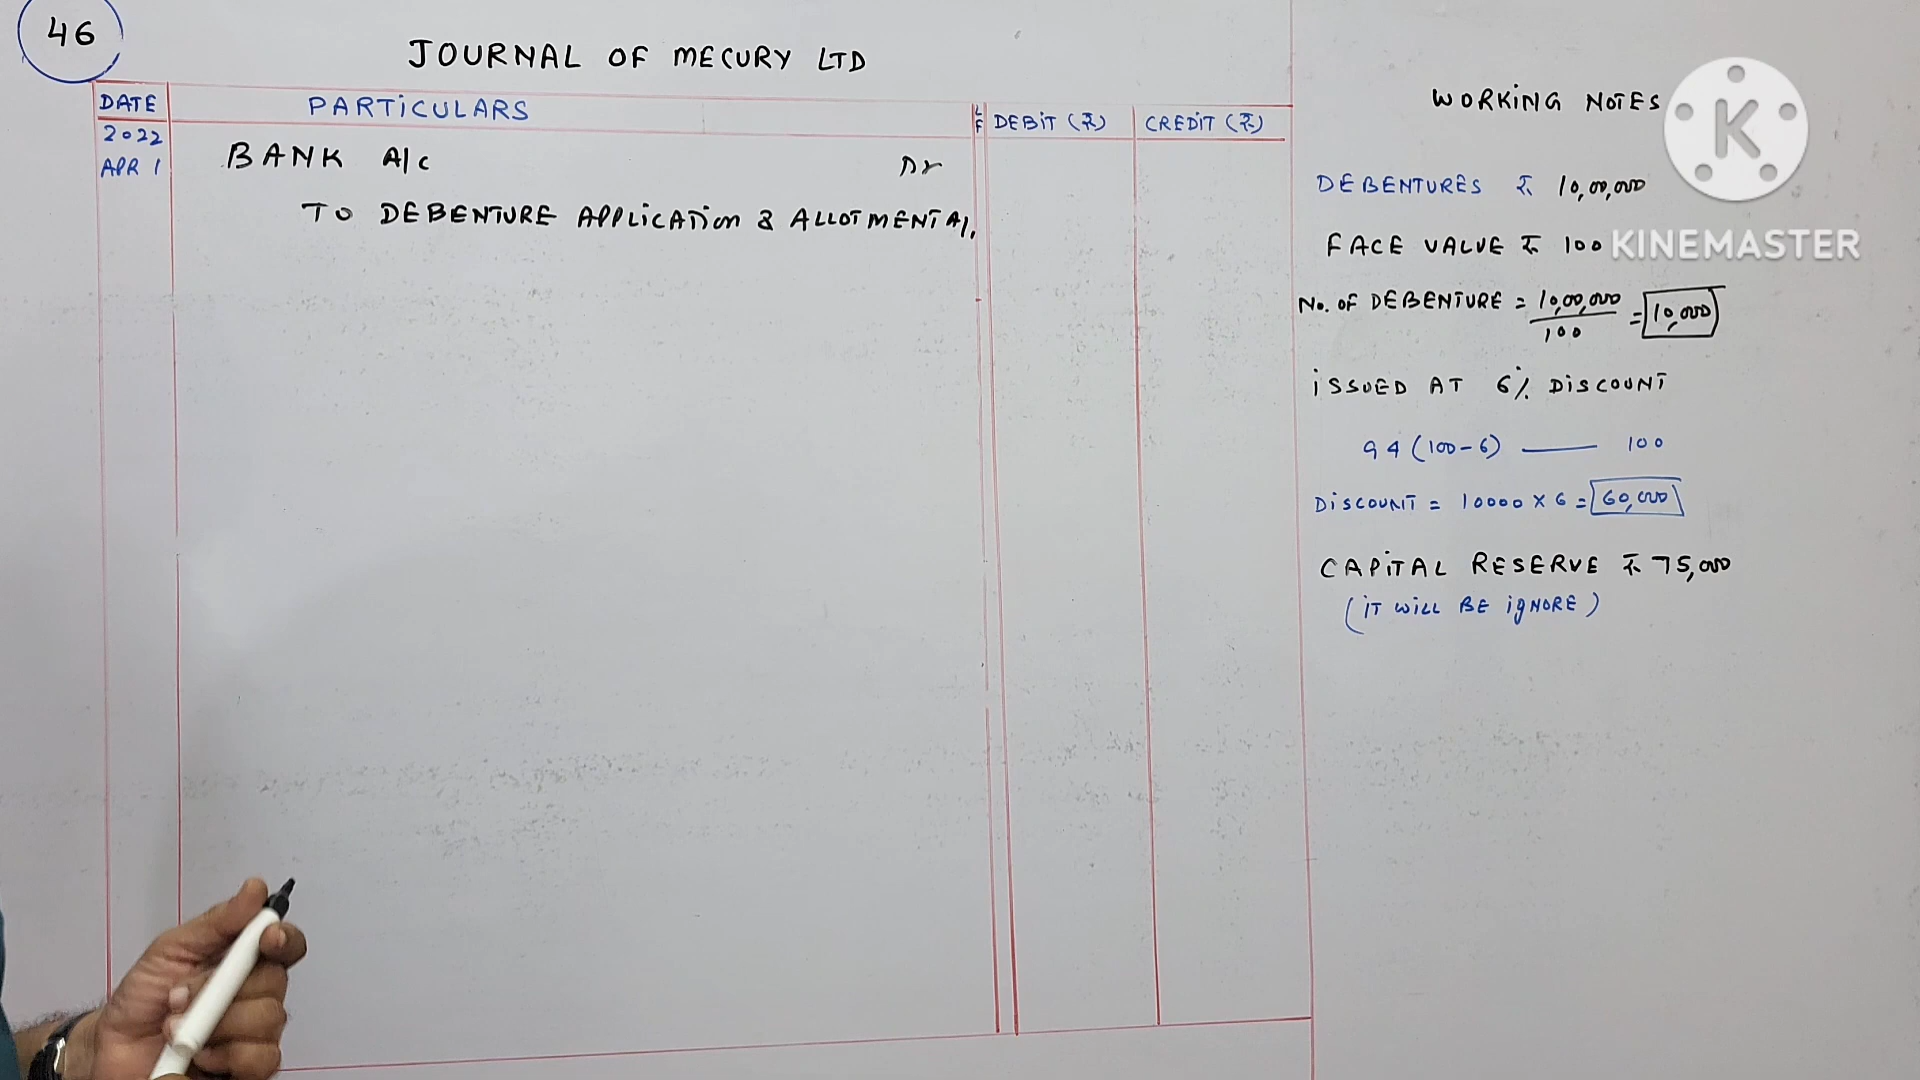 46
JOURNAL OF MECURY LTD
DATE
PARTICULARS
LF
DEBIT (₹)
CREDIT (₹)
2022
APR 1
BANK A/c Dr
TO DEBENTURE APPLICATION & ALLOTMENT A/.
WORKING NOTES
DEBENTURES ₹ 10,00,000
FACE VALUE ₹ 100
No. OF DEBENTURE = 10,00,000 / 100 = 10,000
ISSUED AT 6% DISCOUNT
94 (100-6) —— 100
DISCOUNT = 10000 X 6 = 60,000
CAPITAL RESERVE ₹ 75,000
(IT WILL BE IGNORE)
K
KINEMASTER